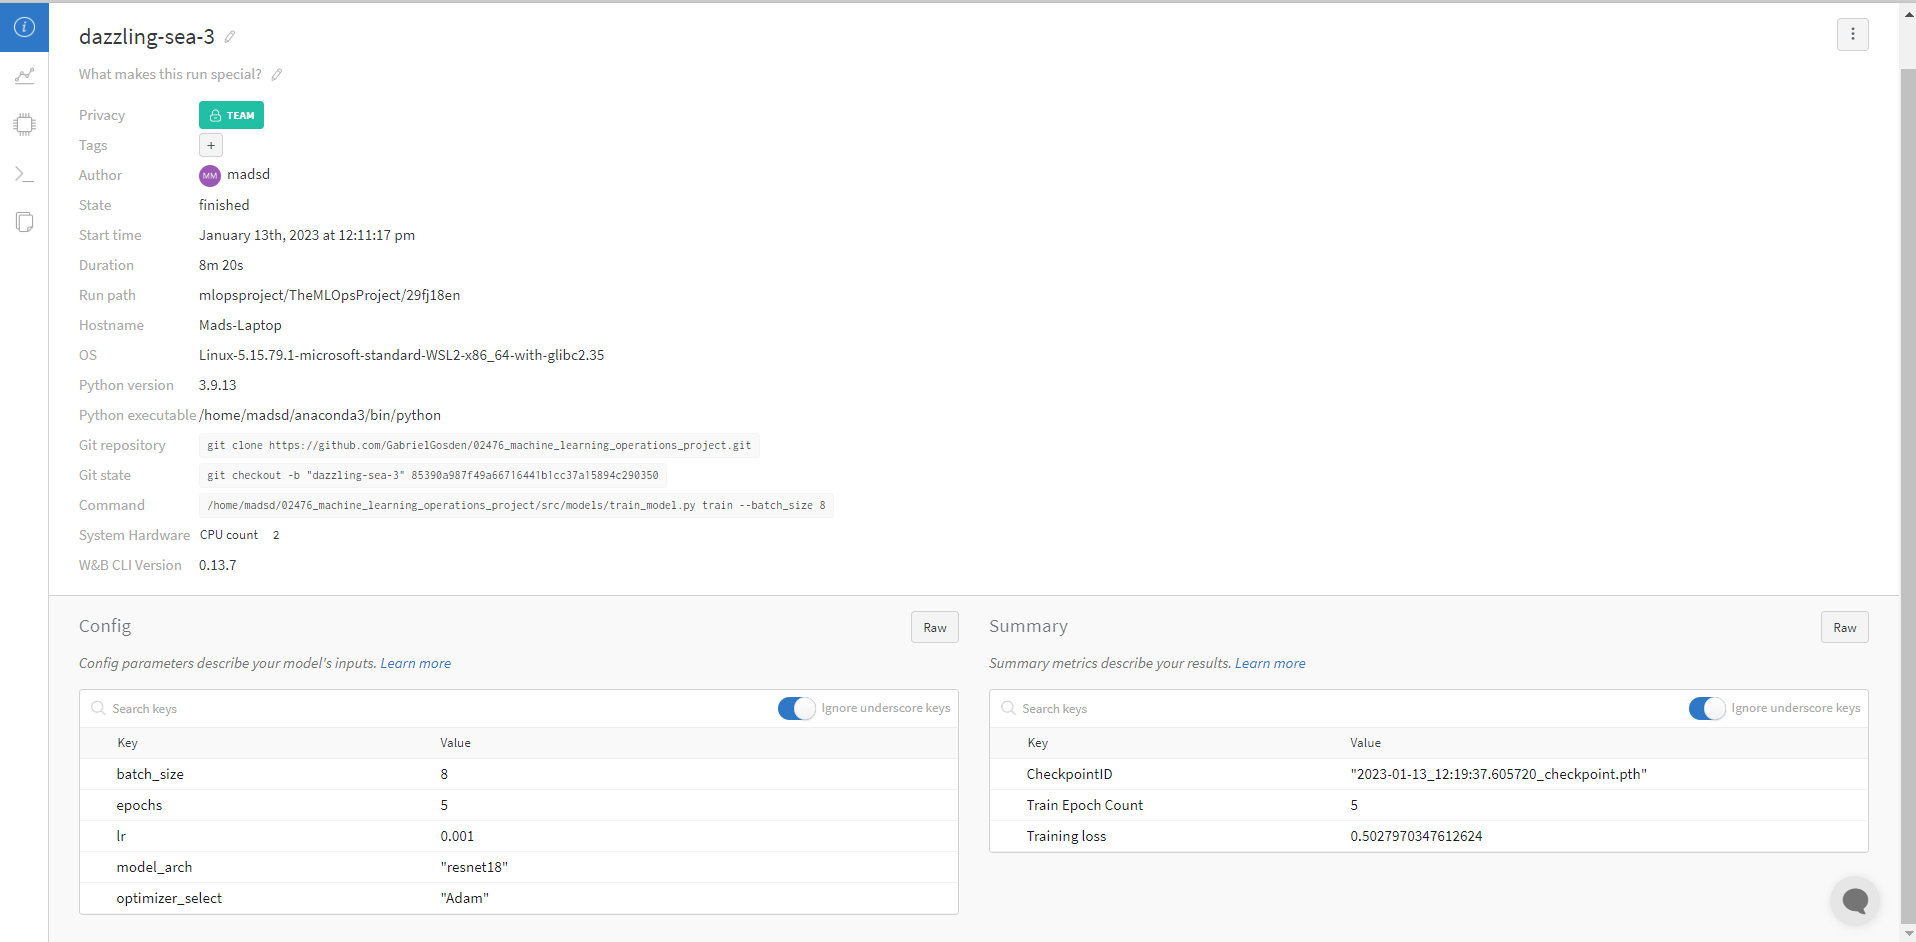 dazzling-sea-3
What makes this run special?
Privacy TEAM
Tags +
Author MM madsd
State finished
Start time January 13th, 2023 at 12:11:17 pm
Duration 8m 20s
Run path mlopsproject/TheMLOpsProject/29fj18en
Hostname Mads-Laptop
OS Linux-5.15.79.1-microsoft-standard-WSL2-x86_64-with-glibc2.35
Python version 3.9.13
Python executable /home/madsd/anaconda3/bin/python
Git repository git clone https://github.com/GabrielGosden/02476_machine_learning_operations_project.git
Git state git checkout -b "dazzling-sea-3" 85390a987f49a66716441b1cc37a15894c290350
Command /home/madsd/02476_machine_learning_operations_project/src/models/train_model.py train --batch_size 8
System Hardware CPU count 2
W&B CLI Version 0.13.7
Config Raw
Config parameters describe your model's inputs. Learn more
Search keys Ignore underscore keys
Key Value
batch_size 8
epochs 5
lr 0.001
model_arch "resnet18"
optimizer_select "Adam"
Summary Raw
Summary metrics describe your results. Learn more
Search keys Ignore underscore keys
Key Value
CheckpointID "2023-01-13_12:19:37.605720_checkpoint.pth"
Train Epoch Count 5
Training loss 0.5027970347612624